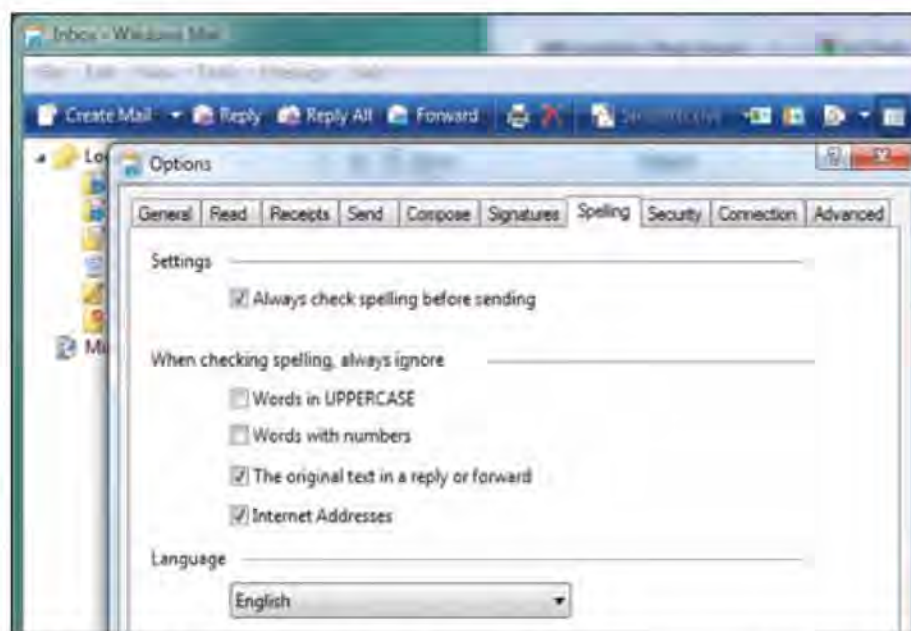 Inbox - Windows Mail
Create Mail Reply Reply All Forward
Options
General Read Receipts Send Compose Signatures Spelling Security Connection Advanced
Settings
Always check spelling before sending
When checking spelling, always ignore
Words in UPPERCASE
Words with numbers
The original text in a reply or forward
Internet Addresses
Language
English